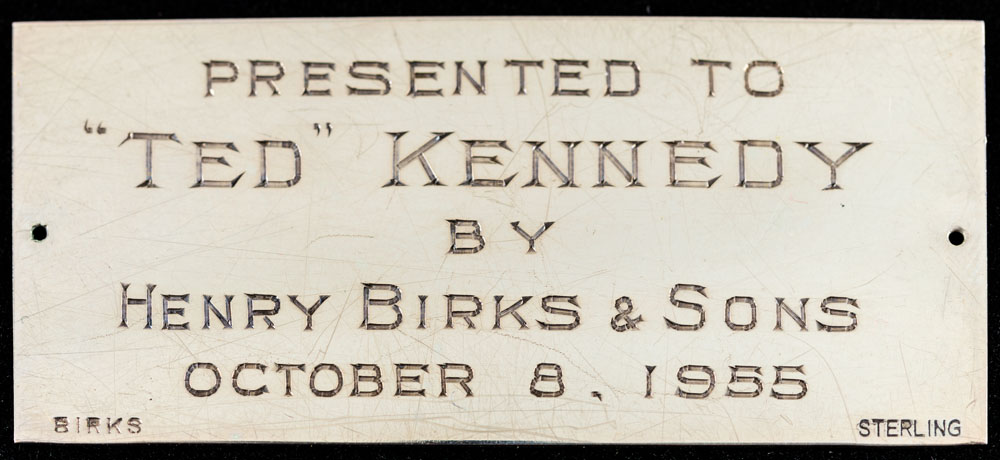 PRESENTED TO
"TED" KENNEDY
BY
HENRY BIRKS & SONS
OCTOBER 8, 1955
BIRKS STERLING